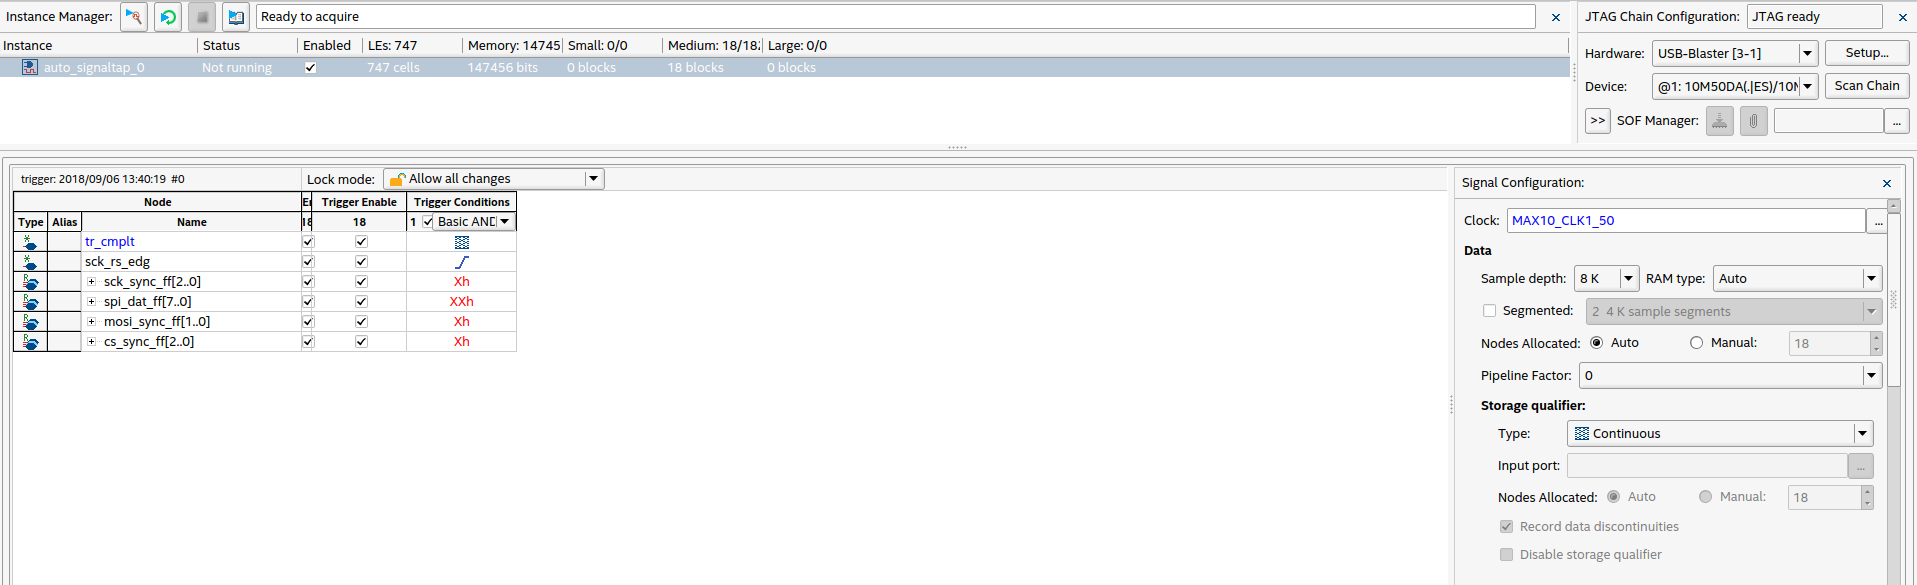 Instance Manager: Ready to acquire
Instance Status Enabled LEs: 747 Memory: 14745 Small: 0/0 Medium: 18/18 Large: 0/0
auto_signaltap_0 Not running 747 cells 147456 bits 0 blocks 18 blocks 0 blocks
JTAG Chain Configuration: JTAG ready
Hardware: USB-Blaster [3-1] Setup...
Device: @1: 10M50DA(.|ES)/10M Scan Chain
>> SOF Manager: ...
trigger: 2018/09/06 13:40:19 #0 Lock mode: Allow all changes
Node Trigger Enable Trigger Conditions
Type Alias Name 18 18 1 Basic AND
tr_cmplt
sck_rs_edg
sck_sync_ff[2..0] Xh
spi_dat_ff[7..0] XXh
mosi_sync_ff[1..0] Xh
cs_sync_ff[2..0] Xh
Signal Configuration:
Clock: MAX10_CLK1_50 ...
Data
Sample depth: 8 K RAM type: Auto
Segmented: 2 4 K sample segments
Nodes Allocated: Auto Manual: 18
Pipeline Factor: 0
Storage qualifier:
Type: Continuous
Input port: ...
Nodes Allocated: Auto Manual: 18
Record data discontinuities
Disable storage qualifier